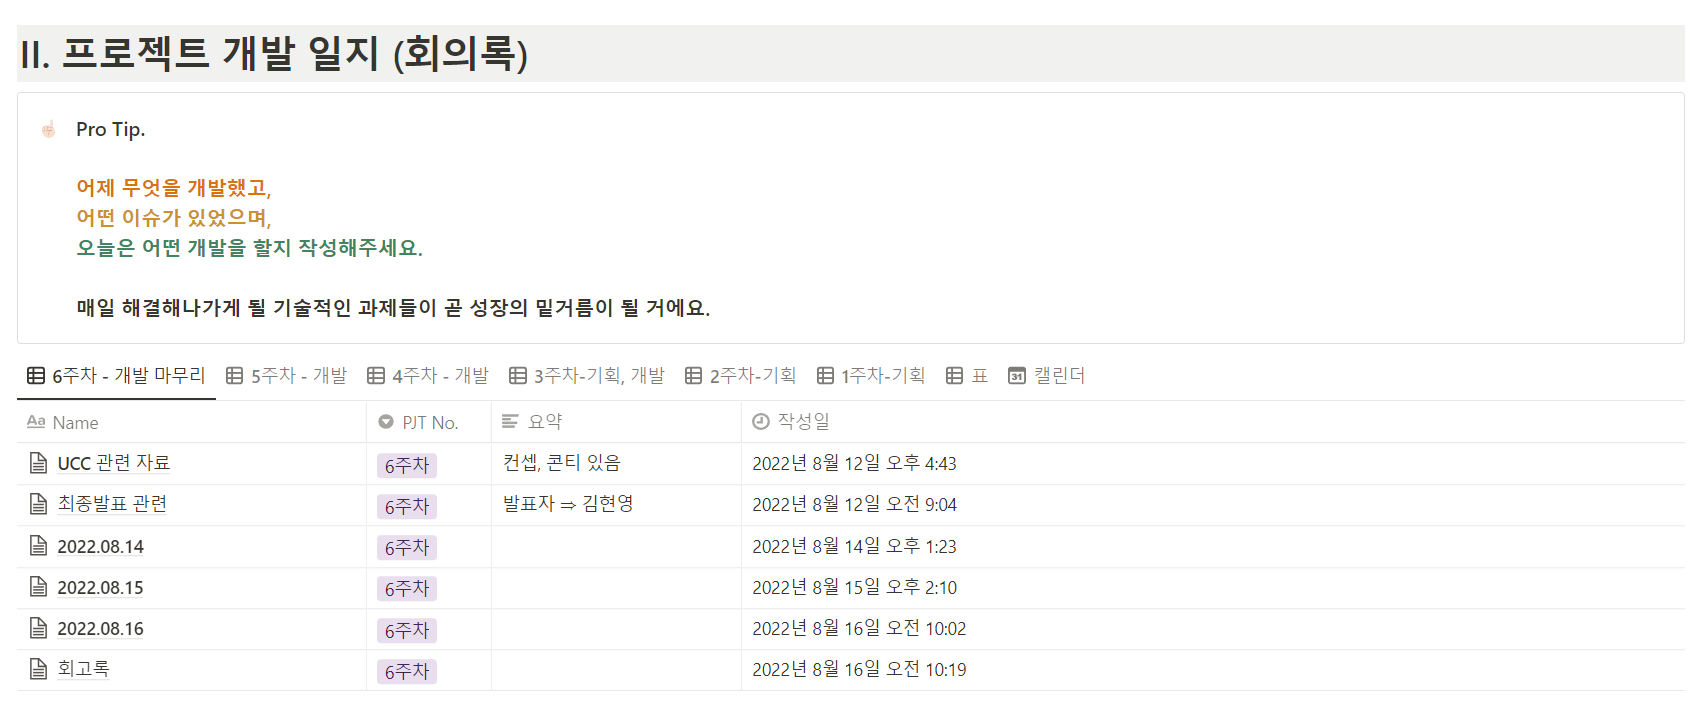 II. 프로젝트 개발 일지 (회의록)
Pro Tip.
어제 무엇을 개발했고,
어떤 이슈가 있었으며,
오늘은 어떤 개발을 할지 작성해주세요.
매일 해결해나가게 될 기술적인 과제들이 곧 성장의 밑거름이 될 거에요.
6주차 - 개발 마무리 5주차 - 개발 4주차 - 개발 3주차-기획, 개발 2주차-기획 1주차-기획 표 31 캘린더
Aa Name PJT No. 요약 작성일
UCC 관련 자료 6주차 컨셉, 콘티 있음 2022년 8월 12일 오후 4:43
최종발표 관련 6주차 발표자 ⇒ 김현영 2022년 8월 12일 오전 9:04
2022.08.14 6주차 2022년 8월 14일 오후 1:23
2022.08.15 6주차 2022년 8월 15일 오후 2:10
2022.08.16 6주차 2022년 8월 16일 오전 10:02
회고록 6주차 2022년 8월 16일 오전 10:19